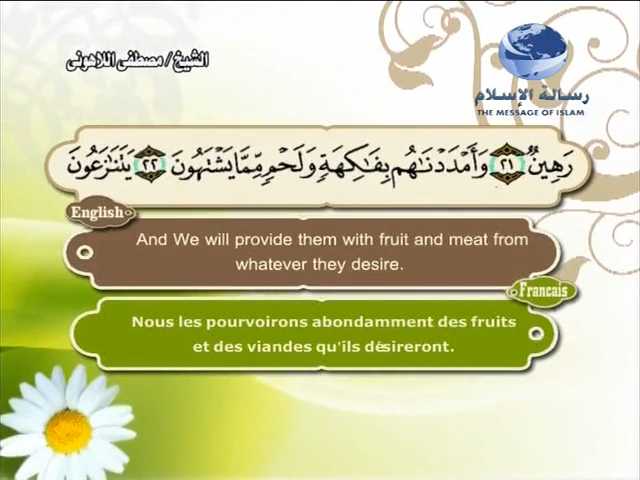 الشيخ / مصطفى اللاهونى
رسالة الإسلام
THE MESSAGE OF ISLAM
رَهِينٌ ﴿٢١﴾ وَأَمْدَدْنَاهُم بِفَاكِهَةٍ وَلَحْمٍ مِّمَّا يَشْتَهُونَ ﴿٢٢﴾ يَتَنَازَعُونَ
English
And We will provide them with fruit and meat from
whatever they desire.
Francais
Nous les pourvoirons abondamment des fruits
et des viandes qu'ils désireront.